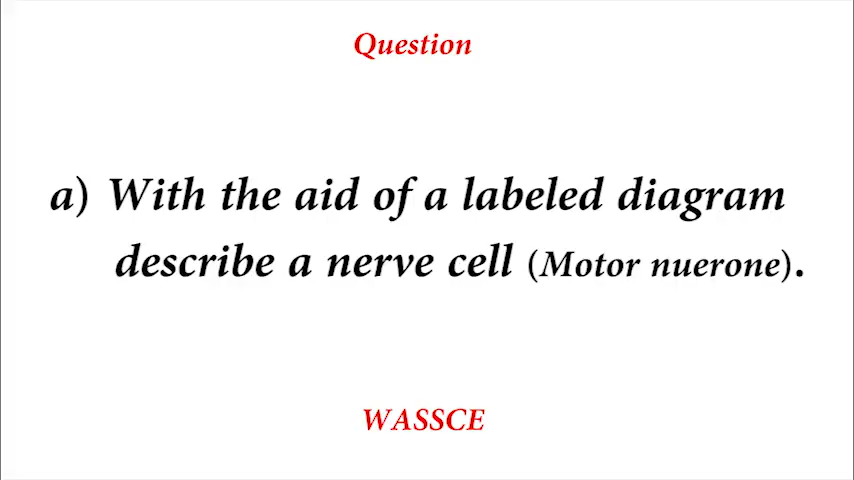 Question
a) With the aid of a labeled diagram
describe a nerve cell (Motor nuerone).
WASSCE